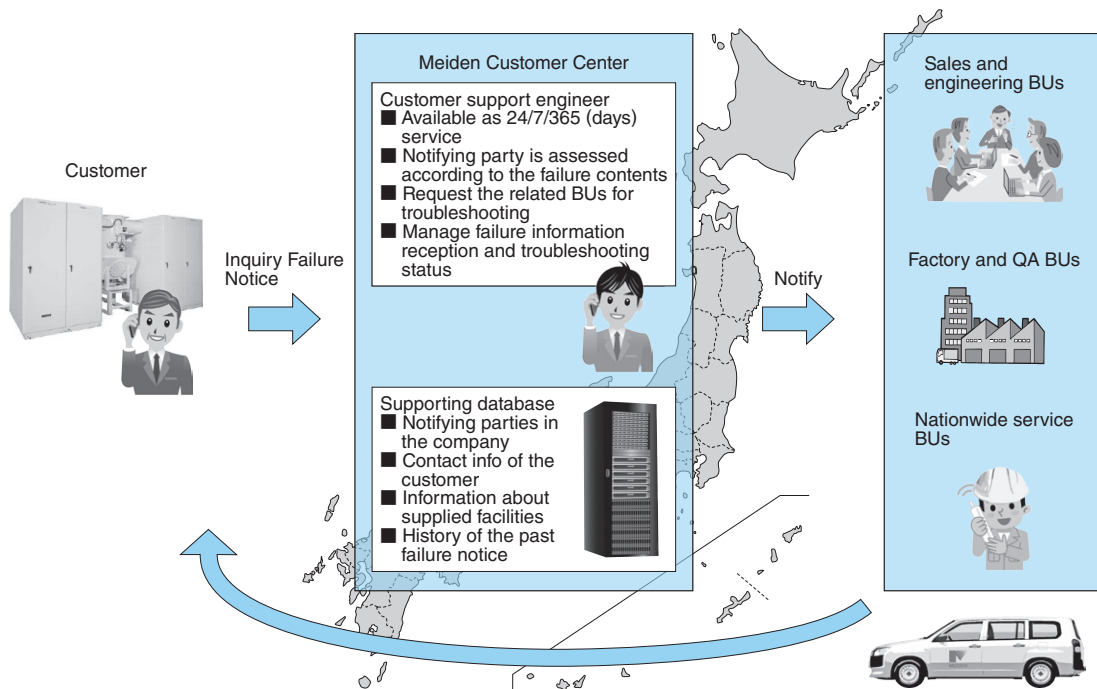 Customer
Inquiry Failure
Notice
Meiden Customer Center
Customer support engineer
■ Available as 24/7/365 (days)
service
■ Notifying party is assessed
according to the failure contents
■ Request the related BUs for
troubleshooting
■ Manage failure information
reception and troubleshooting
status
Supporting database
■ Notifying parties in
the company
■ Contact info of the
customer
■ Information about
supplied facilities
■ History of the past
failure notice
Notify
Sales and
engineering BUs
Factory and QA BUs
Nationwide service
BUs